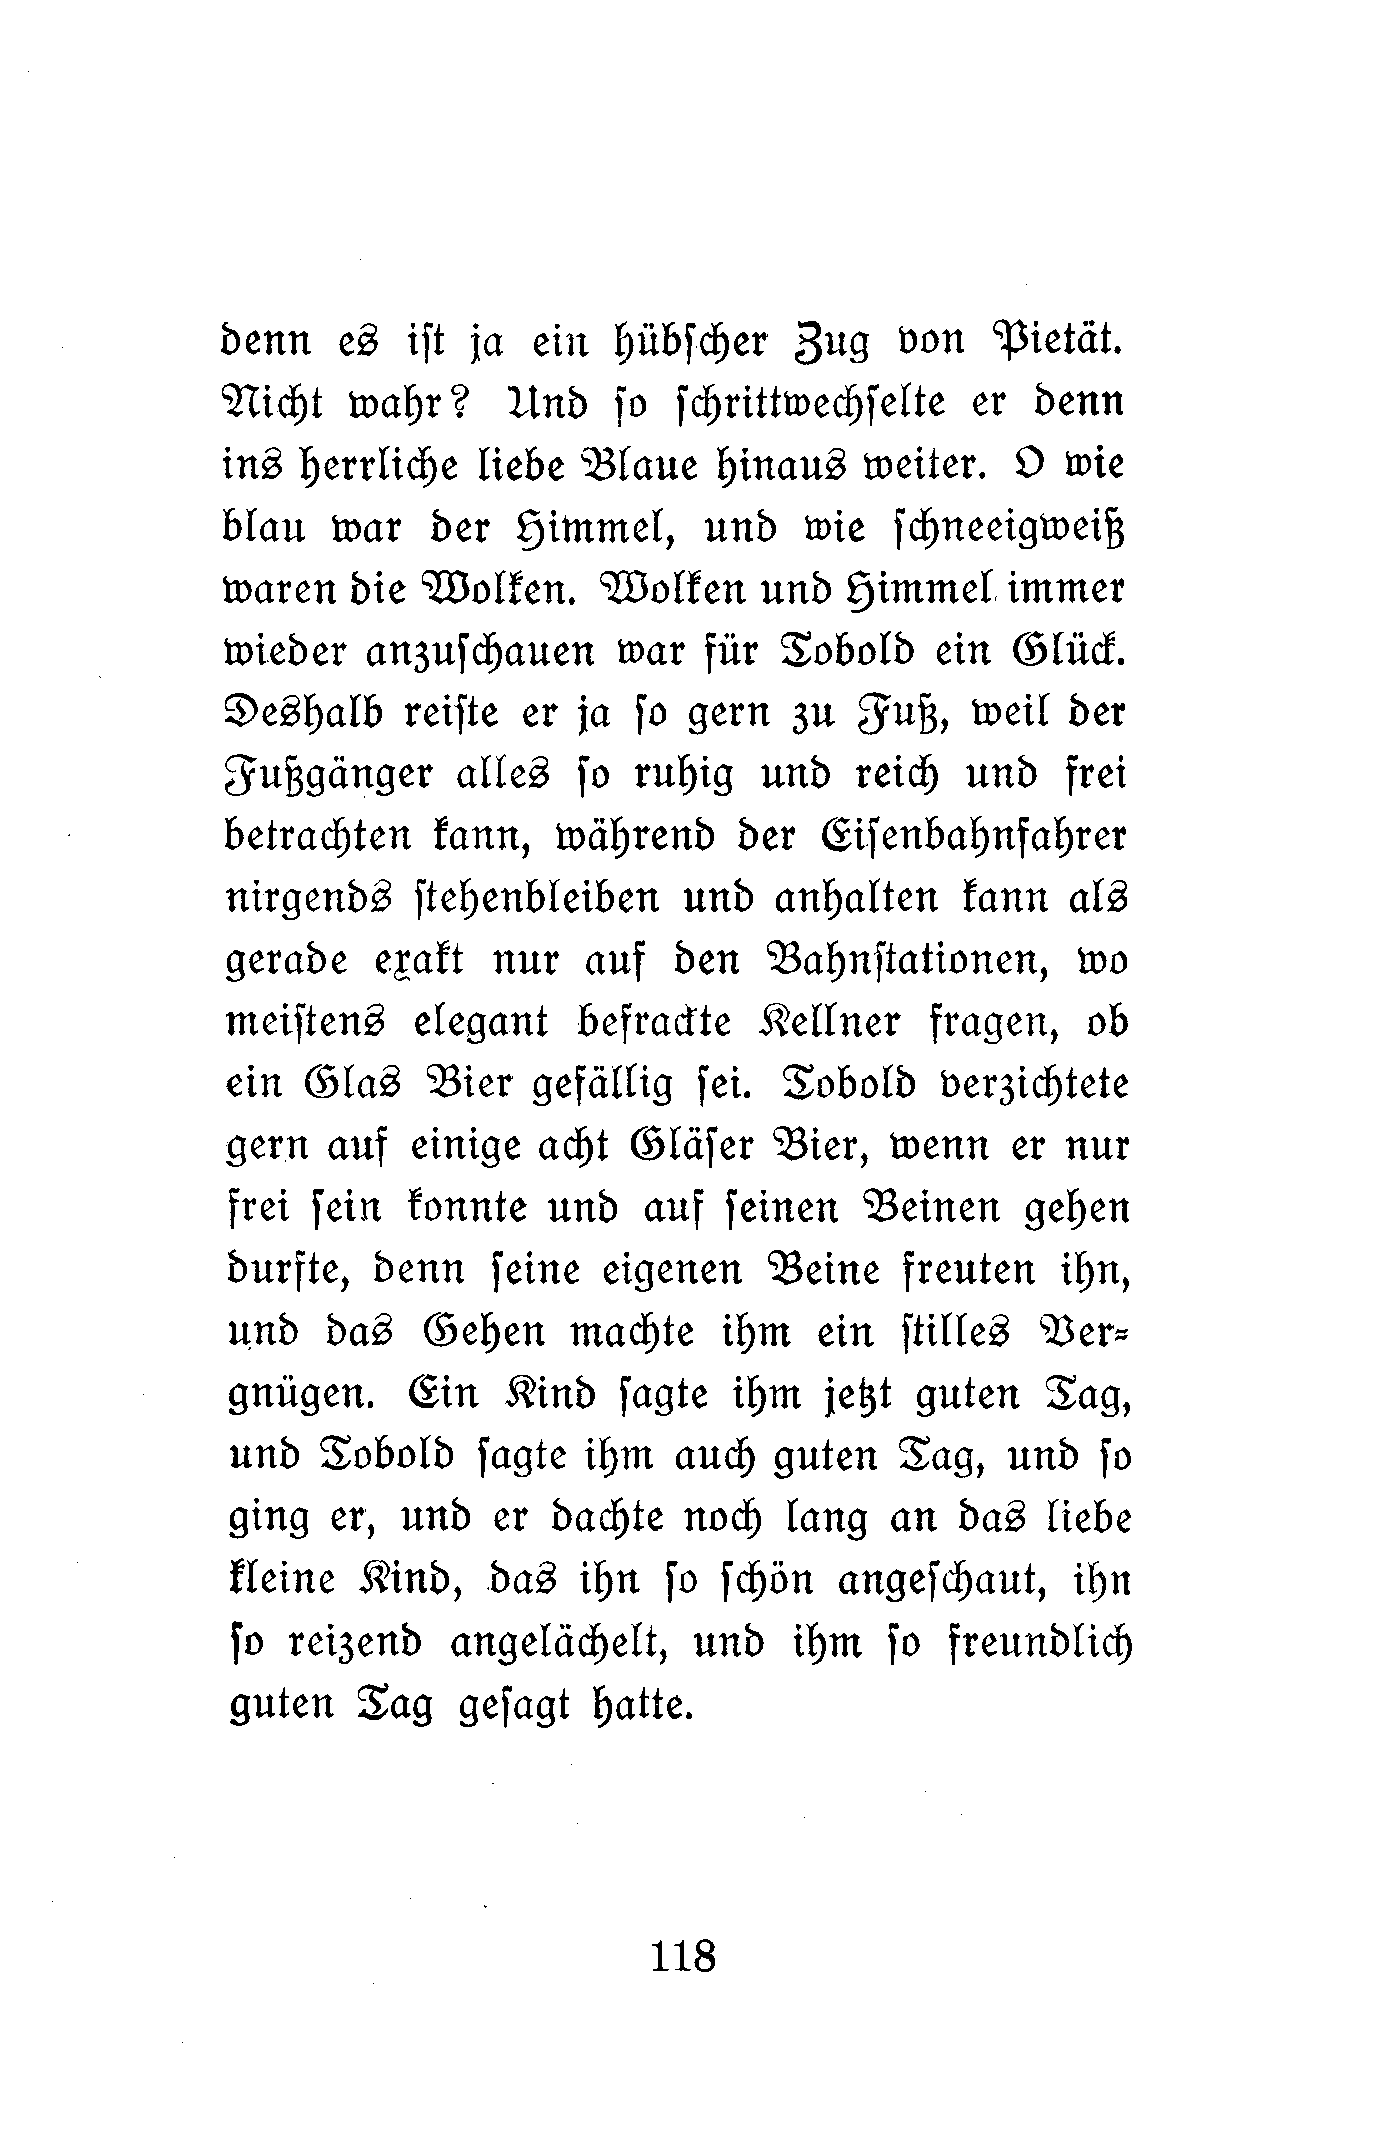 denn es iſt ja ein hübſcher Zug von Pietät.
Nicht wahr? Und ſo ſchrittwechſelte er denn
ins herrliche liebe Blaue hinaus weiter. O wie
blau war der Himmel, und wie ſchneeigweiß
waren die Wolken. Wolken und Himmel immer
wieder anzuſchauen war für Tobold ein Glück.
Deshalb reiſte er ja ſo gern zu Fuß, weil der
Fußgänger alles ſo ruhig und reich und frei
betrachten kann, während der Eiſenbahnfahrer
nirgends ſtehenbleiben und anhalten kann als
gerade exakt nur auf den Bahnſtationen, wo
meiſtens elegant befrackte Kellner fragen, ob
ein Glas Bier gefällig ſei. Tobold verzichtete
gern auf einige acht Gläſer Bier, wenn er nur
frei ſein konnte und auf ſeinen Beinen gehen
durfte, denn ſeine eigenen Beine freuten ihn,
und das Gehen machte ihm ein ſtilles Ver⸗
gnügen. Ein Kind ſagte ihm jetzt guten Tag,
und Tobold ſagte ihm auch guten Tag, und ſo
ging er, und er dachte noch lang an das liebe
kleine Kind, das ihn ſo ſchön angeſchaut, ihn
ſo reizend angelächelt, und ihm ſo freundlich
guten Tag geſagt hatte.
118